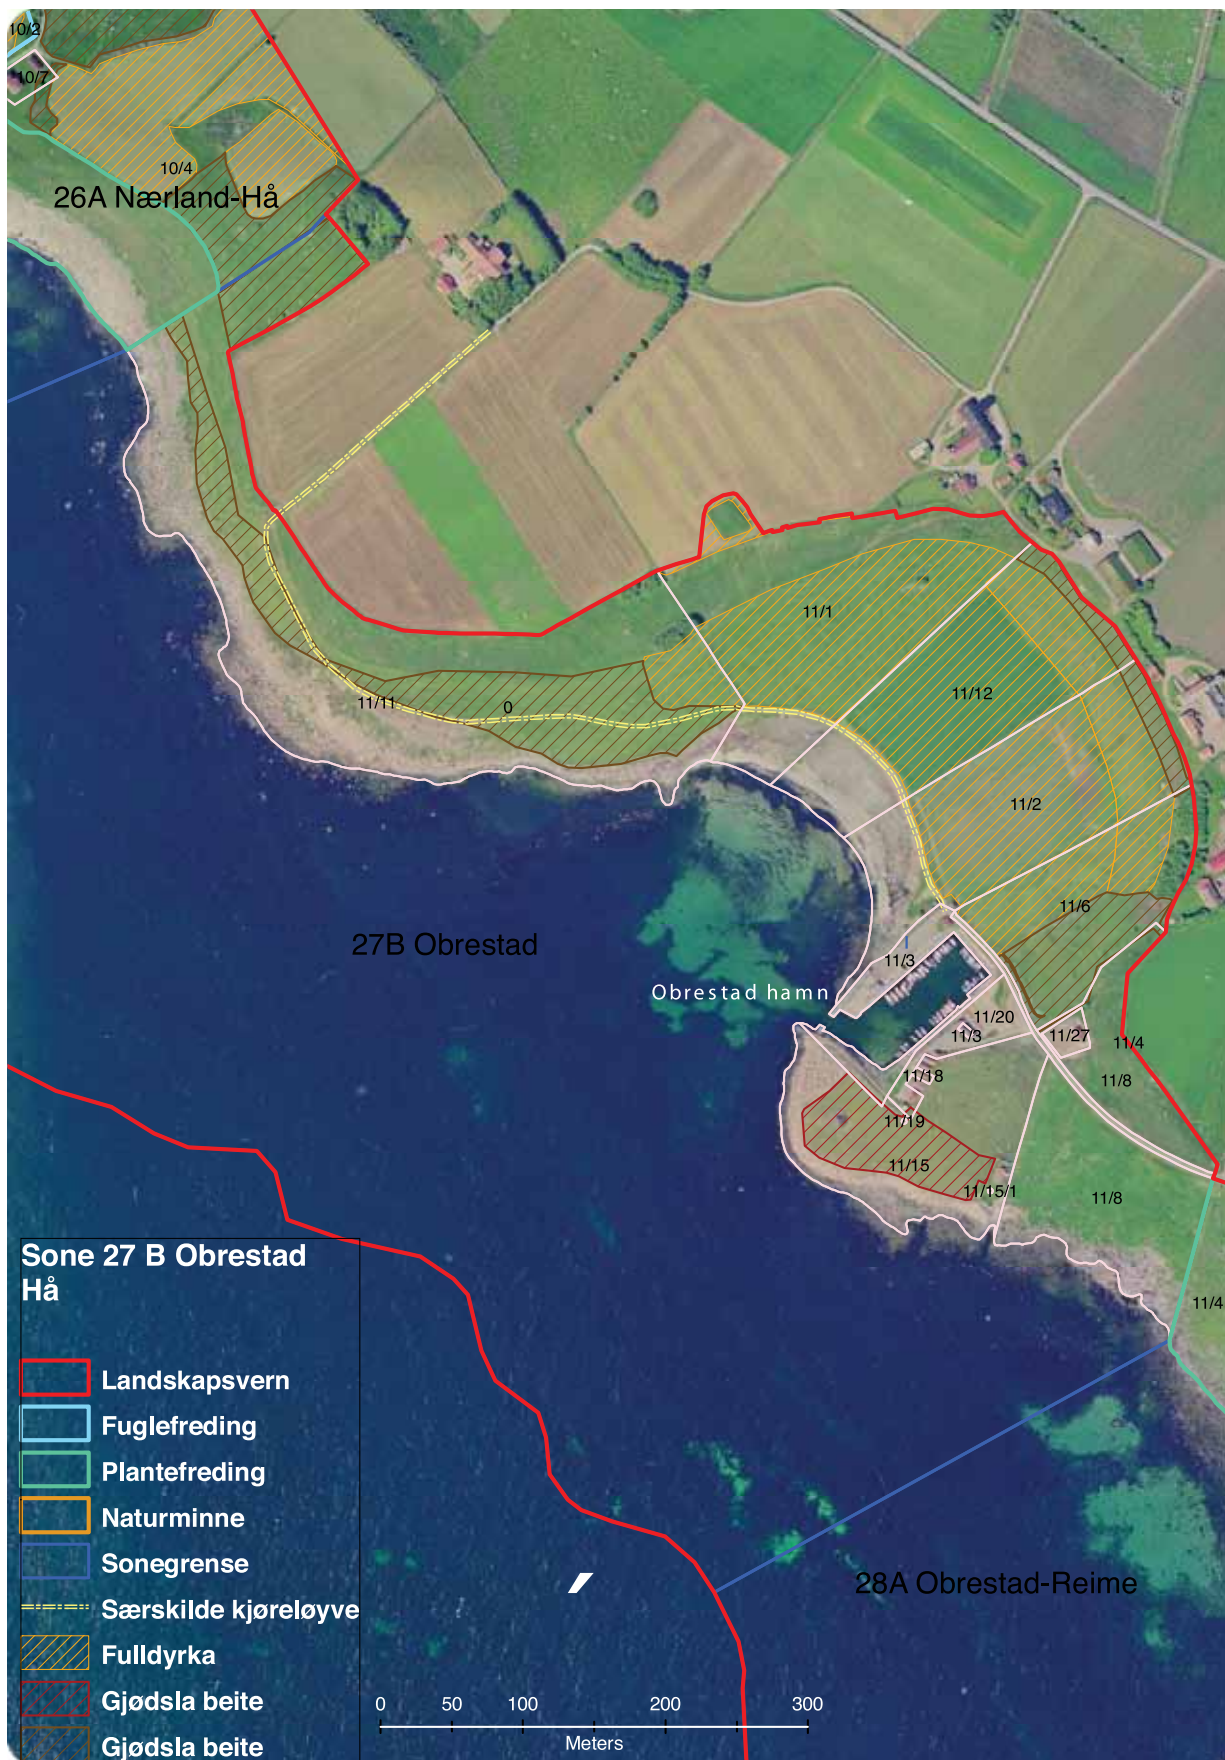 10/2
10/7
10/4
26A Nærland-Hå
11/1
11/12
11/11
0
11/2
11/6
27B Obrestad
11/3
Obrestad hamn
11/20
11/3
11/27
11/4
11/18
11/8
11/19
11/15
11/15/1
11/8
11/4
Sone 27 B Obrestad
Hå
Landskapsvern
Fuglefreding
Plantefreding
Naturminne
Sonegrense
Særskilde kjøreløyve
Fulldyrka
Gjødsla beite
Gjødsla beite
28A Obrestad-Reime
0 50 100 200 300
Meters